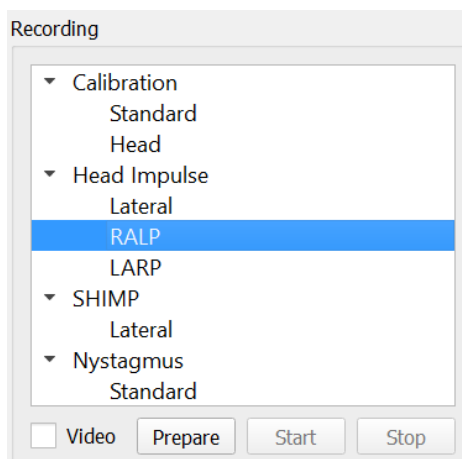 Recording
Calibration
Standard
Head
Head Impulse
Lateral
RALP
LARP
SHIMP
Lateral
Nystagmus
Standard
Video Prepare Start Stop